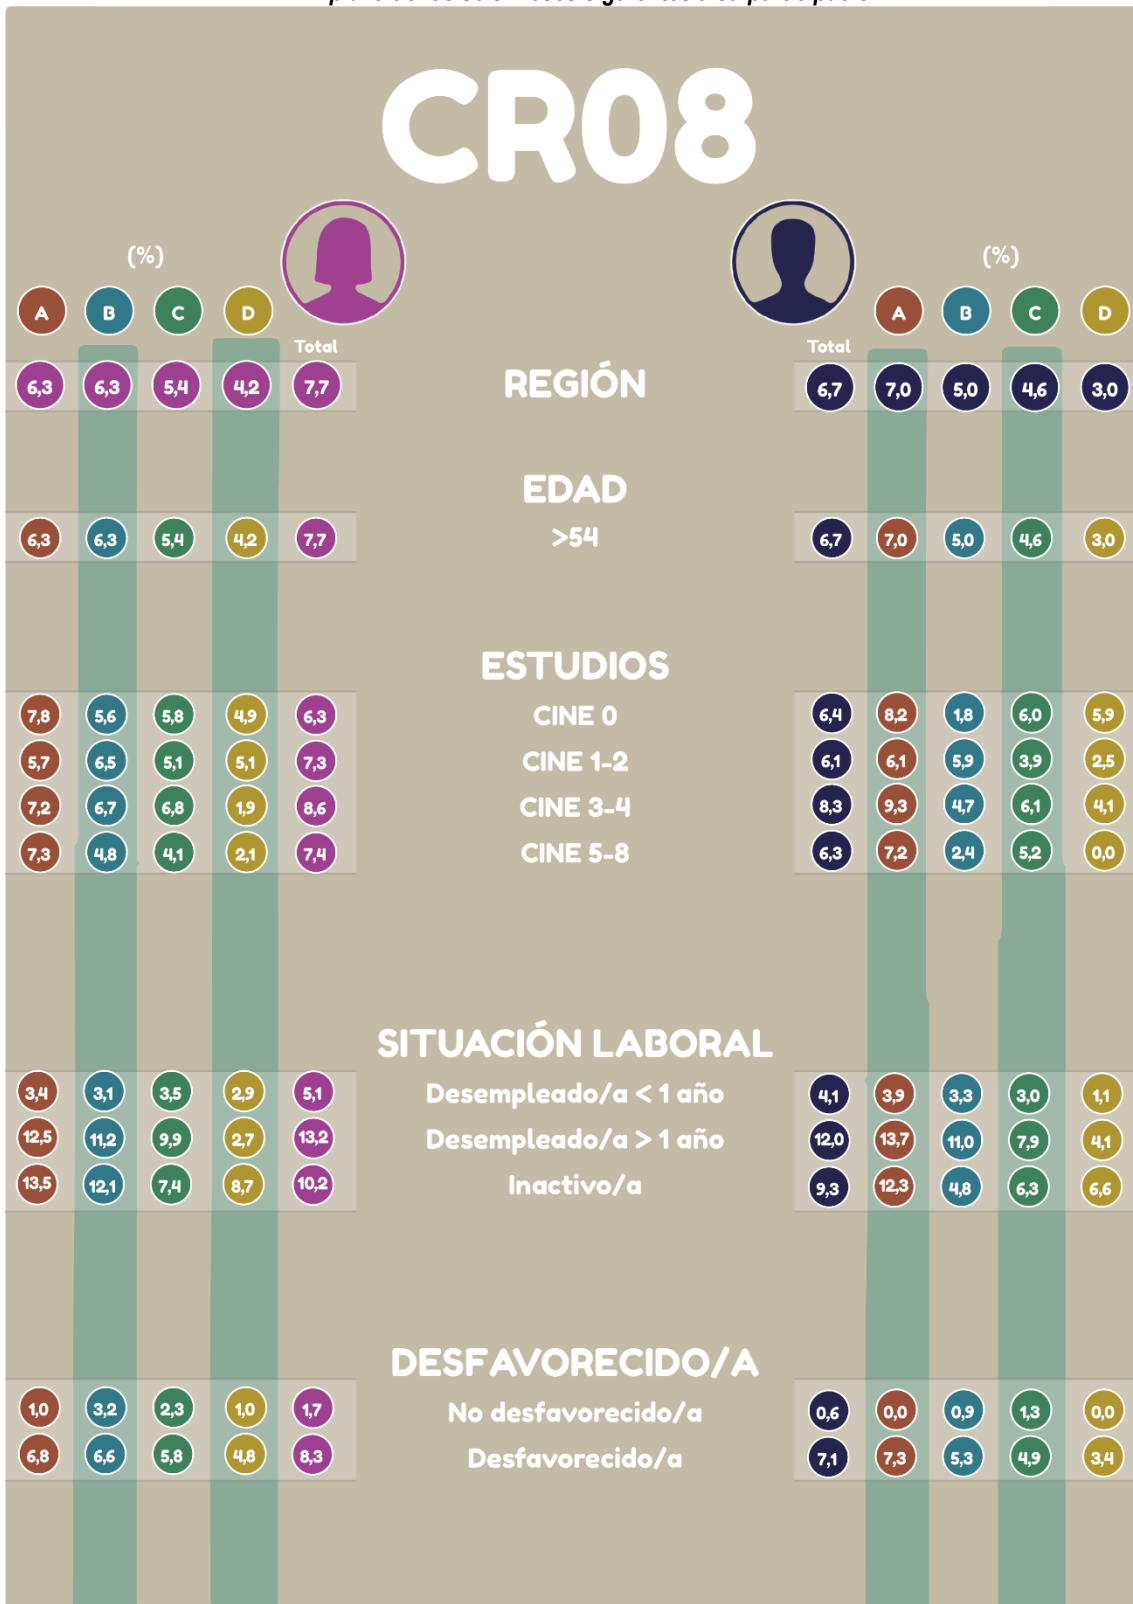 CR08
(%) (%)
A B C D A B C D
Total Total
6,3 6,3 5,4 4,2 7,7 REGIÓN 6,7 7,0 5,0 4,6 3,0
EDAD
6,3 6,3 5,4 4,2 7,7 >54 6,7 7,0 5,0 4,6 3,0
ESTUDIOS
7,8 5,6 5,8 4,9 6,3 CINE 0 6,4 8,2 1,8 6,0 5,9
5,7 6,5 5,1 5,1 7,3 CINE 1-2 6,1 6,1 5,9 3,9 2,5
7,2 6,7 6,8 1,9 8,6 CINE 3-4 8,3 9,3 4,7 6,1 4,1
7,3 4,8 4,1 2,1 7,4 CINE 5-8 6,3 7,2 2,4 5,2 0,0
SITUACIÓN LABORAL
3,4 3,1 3,5 2,9 5,1 Desempleado/a < 1 año 4,1 3,9 3,3 3,0 1,1
12,5 11,2 9,9 2,7 13,2 Desempleado/a > 1 año 12,0 13,7 11,0 7,9 4,1
13,5 12,1 7,4 8,7 10,2 Inactivo/a 9,3 12,3 4,8 6,3 6,6
DESFAVORECIDO/A
1,0 3,2 2,3 1,0 1,7 No desfavorecido/a 0,6 0,0 0,9 1,3 0,0
6,8 6,6 5,8 4,8 8,3 Desfavorecido/a 7,1 7,3 5,3 4,9 3,4